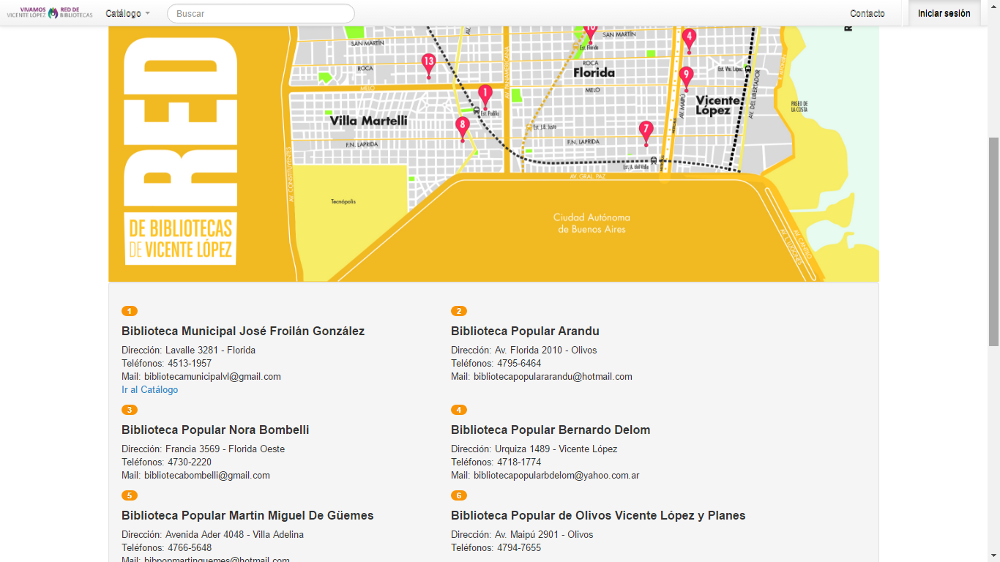 VIVAMOS VICENTE LÓPEZ
RED DE BIBLIOTECAS
Catálogo
Buscar
Contacto
Iniciar sesión
RED
DE BIBLIOTECAS
DE VICENTE LÓPEZ
SAN MARTÍN
ROCA
13
MELO
1
Est. Padilla
Villa Martelli
8
F.N. LAPRIDA
AV. CONSTITUYENTES
Tecnópolis
AV. PANAMERICANA
10
SAN MARTÍN
Est. Florida
ROCA
Florida
MELO
Est. J.B. Justo
F.N. LAPRIDA
7
Est. A. del Valle
AV. GRAL PAZ
4
9
AV. MAIPÚ
Est. Vte. López
Vicente
López
AV. DEL LIBERTADOR
PASEO DE
LA COSTA
Ciudad Autónoma
de Buenos Aires
AV. CANTILO
AV. L. LUGONES
1
Biblioteca Municipal José Froilán González
Dirección: Lavalle 3281 - Florida
Teléfonos: 4513-1957
Mail: bibliotecamunicipalvl@gmail.com
Ir al Catálogo
2
Biblioteca Popular Arandu
Dirección: Av. Florida 2010 - Olivos
Teléfonos: 4795-6464
Mail: bibliotecapopulararandu@hotmail.com
3
Biblioteca Popular Nora Bombelli
Dirección: Francia 3569 - Florida Oeste
Teléfonos: 4730-2220
Mail: bibliotecabombelli@gmail.com
4
Biblioteca Popular Bernardo Delom
Dirección: Urquiza 1489 - Vicente López
Teléfonos: 4718-1774
Mail: bibliotecapopularbdelom@yahoo.com.ar
5
Biblioteca Popular Martín Miguel De Güemes
Dirección: Avenida Ader 4048 - Villa Adelina
Teléfonos: 4766-5648
Mail: bibpopmartinguemes@hotmail.com
6
Biblioteca Popular de Olivos Vicente López y Planes
Dirección: Av. Maipú 2901 - Olivos
Teléfonos: 4794-7655